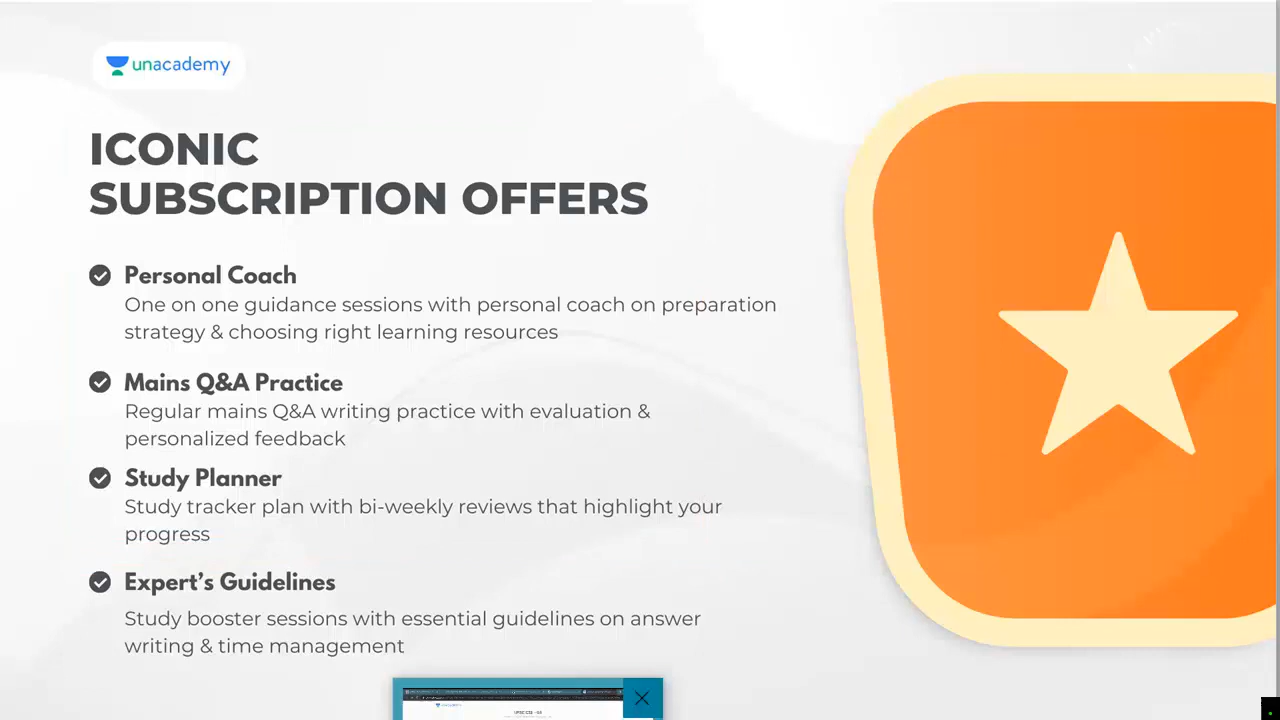 unacademy
ICONIC
SUBSCRIPTION OFFERS
Personal Coach
One on one guidance sessions with personal coach on preparation
strategy & choosing right learning resources
Mains Q&A Practice
Regular mains Q&A writing practice with evaluation &
personalized feedback
Study Planner
Study tracker plan with bi-weekly reviews that highlight your
progress
Expert's Guidelines
Study booster sessions with essential guidelines on answer
writing & time management